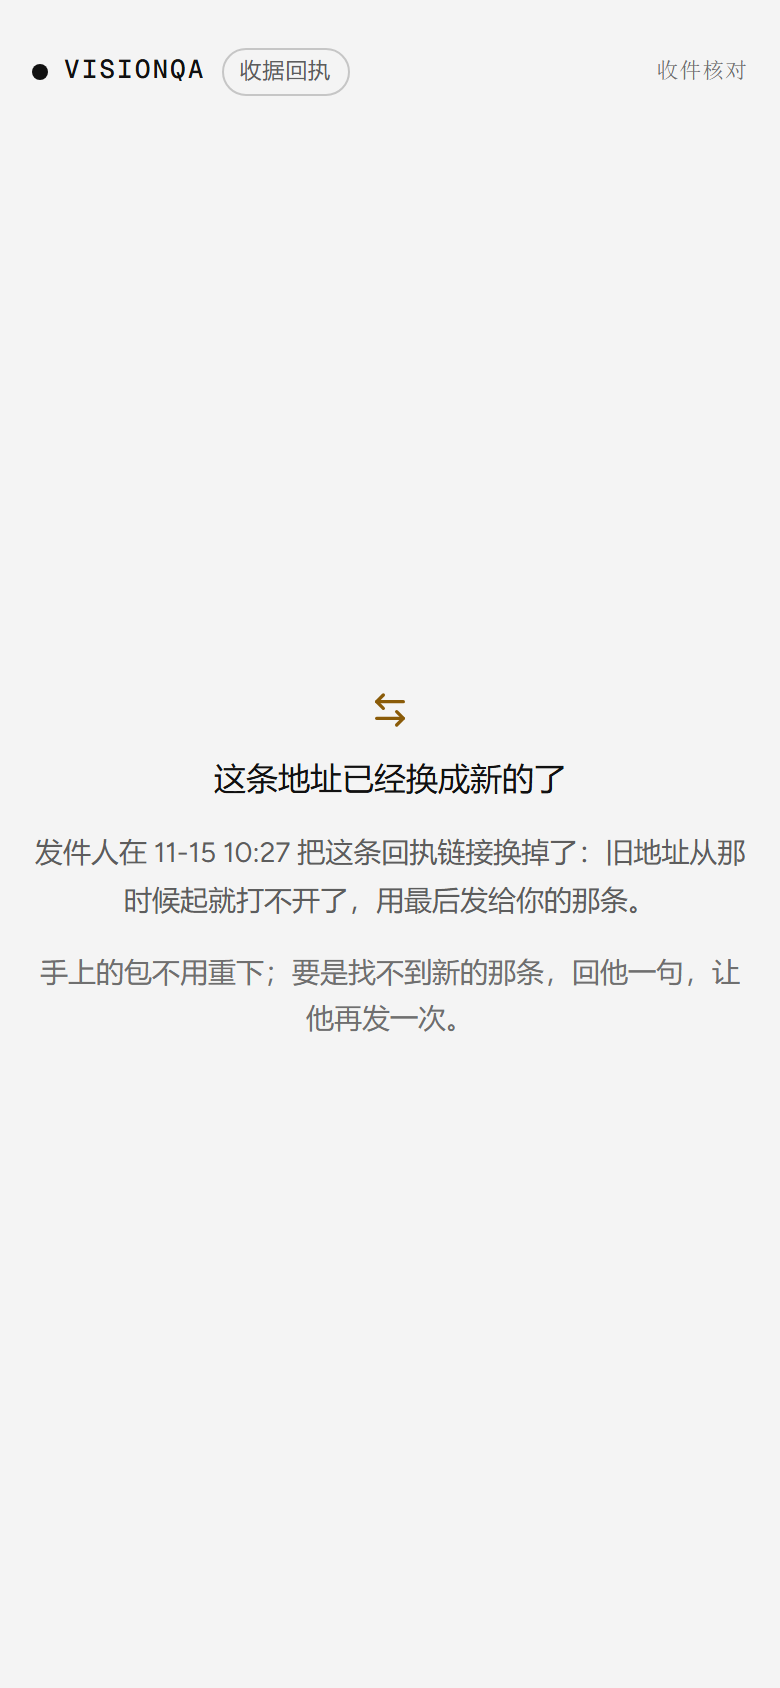 VISIONQA 收据回执 收件核对
这条地址已经换成新的了
发件人在 11-15 10:27 把这条回执链接换掉了：旧地址从那
时候起就打不开了，用最后发给你的那条。
手上的包不用重下；要是找不到新的那条，回他一句，让
他再发一次。